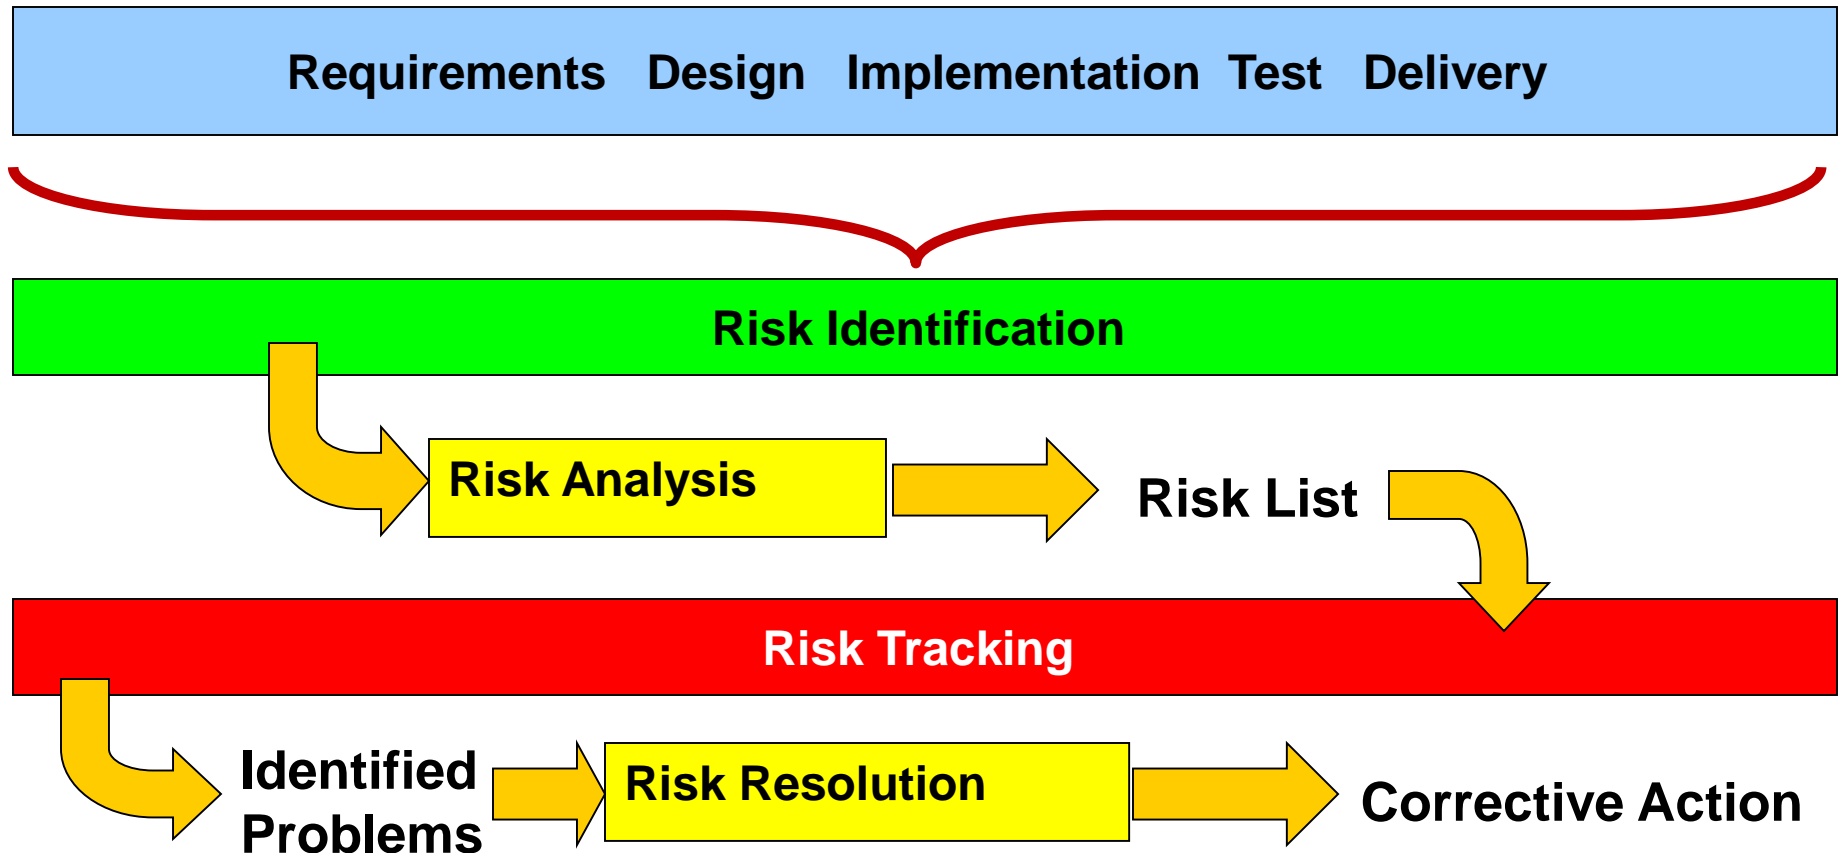 Requirements Design Implementation Test Delivery
Risk Identification
Risk Analysis
Risk List
Risk Tracking
Identified
Problems
Risk Resolution
Corrective Action